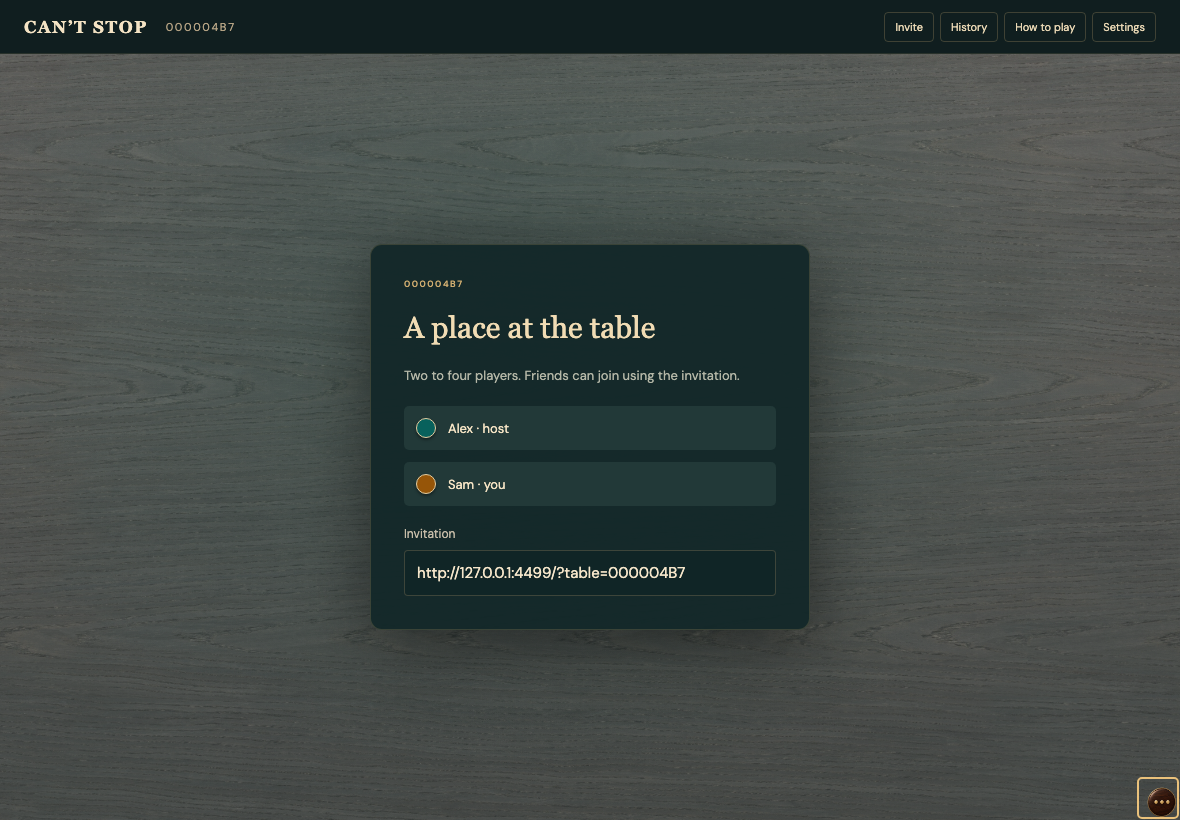 CAN'T STOP
000004B7
Invite
History
How to play
Settings
000004B7
A place at the table
Two to four players. Friends can join using the invitation.
Alex · host
Sam · you
Invitation
http://127.0.0.1:4499/?table=000004B7